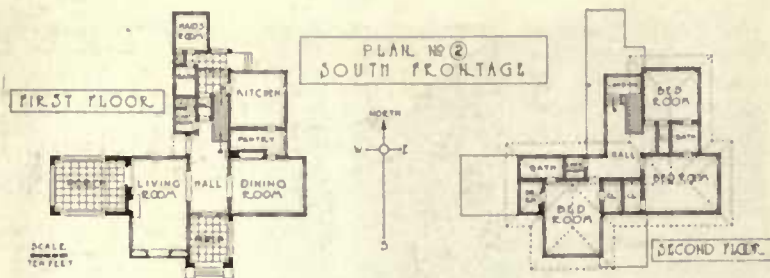 PLAN Nº 2
SOUTH FRONTAGE
FIRST FLOOR
MAIDS
ROOM
KITCHEN
PANTRY
PORCH
LIVING
ROOM
HALL
DINING
ROOM
SCALE
TEN FEET
NORTH
W
E
S
BED
ROOM
BATH
HALL
BATH
BED ROOM
BED
ROOM
SECOND FLOOR